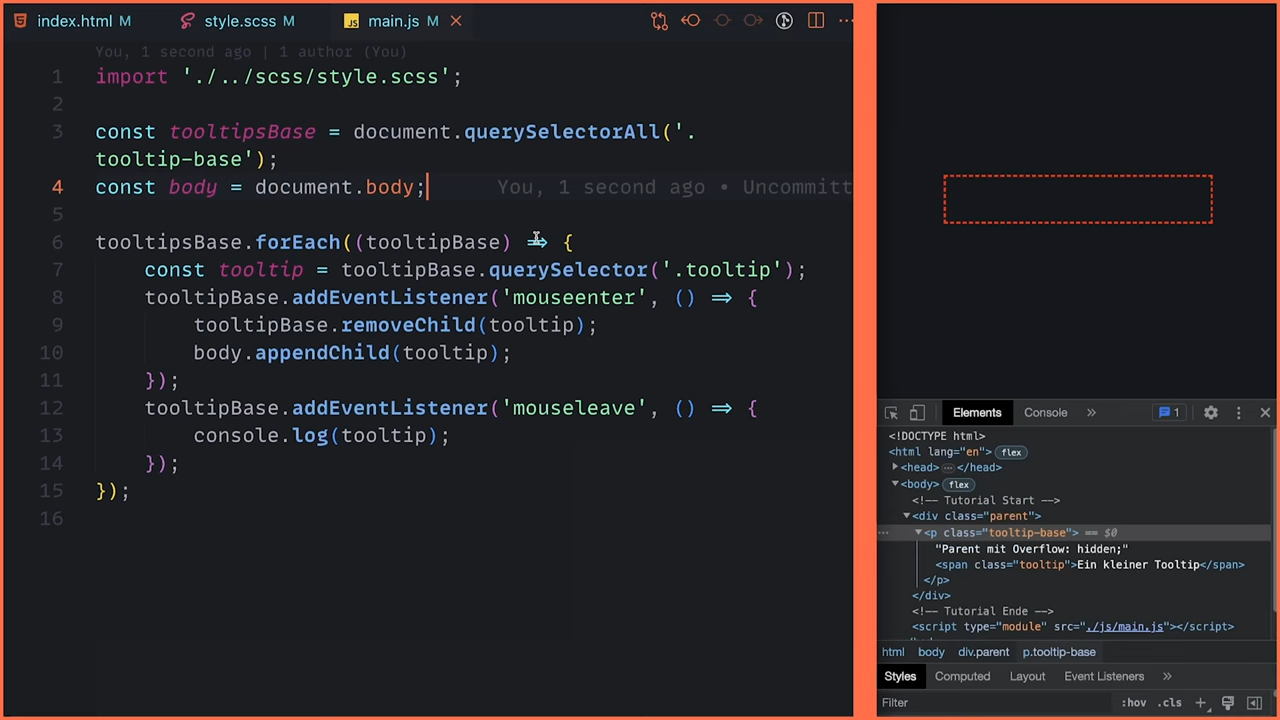 index.html M
style.scss M
JS main.js M
You, 1 second ago | 1 author (You)
1 import './../scss/style.scss';
2
3 const tooltipsBase = document.querySelectorAll('.
tooltip-base');
4 const body = document.body; You, 1 second ago • Uncommitt
5
6 tooltipsBase.forEach((tooltipBase) => {
7 const tooltip = tooltipBase.querySelector('.tooltip');
8 tooltipBase.addEventListener('mouseenter', () => {
9 tooltipBase.removeChild(tooltip);
10 body.appendChild(tooltip);
11 });
12 tooltipBase.addEventListener('mouseleave', () => {
13 console.log(tooltip);
14 });
15 });
16
Elements Console » 1
<!DOCTYPE html>
<html lang="en"> flex
<head> ⋯ </head>
<body> flex
<!-- Tutorial Start -->
<div class="parent">
<p class="tooltip-base"> == $0
"Parent mit Overflow: hidden;"
<span class="tooltip">Ein kleiner Tooltip</span>
</p>
</div>
<!-- Tutorial Ende -->
<script type="module" src="./js/main.js"></script>
html body div.parent p.tooltip-base
Styles Computed Layout Event Listeners »
Filter :hov .cls +